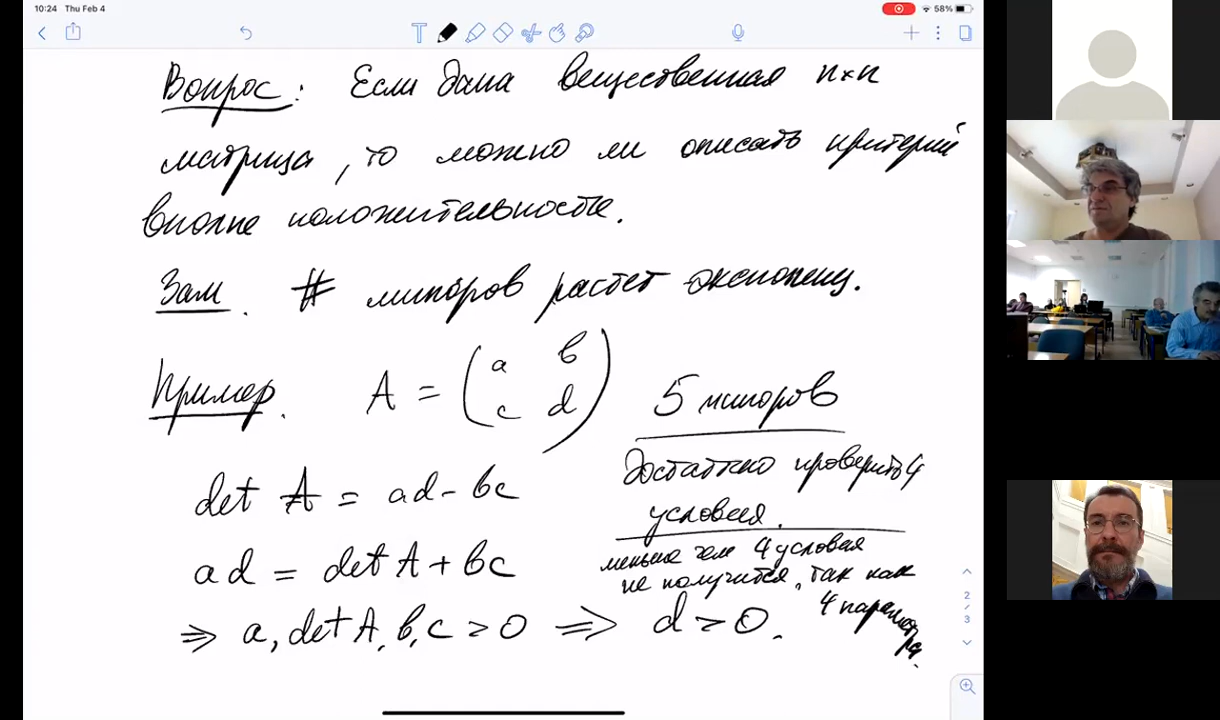 10:24 Thu Feb 4
58%
Вопрос: Если дана вещественная n×n
матрица, то можно ли описать критерий
вполне положительности.
Зам. # миноров растет экспоненц.
Пример. A = (a b
c d) 5 миноров
достаточно проверить 4
условия.
det A = ad - bc
меньше чем 4 условия
не получится, так как
4 параметра.
ad = det A + bc
⇒ a, det A, b, c > 0 ⇒ d > 0.
2
/
3